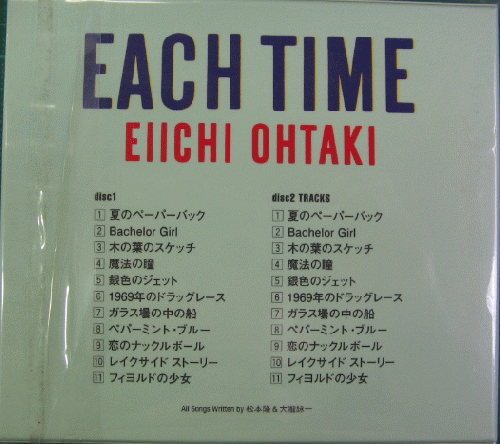 EACH TIME
EIICHI OHTAKI
disc1
1 夏のペーパーバック
2 Bachelor Girl
3 木の葉のスケッチ
4 魔法の瞳
5 銀色のジェット
6 1969年のドラッグレース
7 ガラス壜の中の船
8 ペパーミント・ブルー
9 恋のナックルボール
10 レイクサイド ストーリー
11 フィヨルドの少女
disc2 TRACKS
1 夏のペーパーバック
2 Bachelor Girl
3 木の葉のスケッチ
4 魔法の瞳
5 銀色のジェット
6 1969年のドラッグレース
7 ガラス壜の中の船
8 ペパーミント・ブルー
9 恋のナックルボール
10 レイクサイド ストーリー
11 フィヨルドの少女
All Songs Written by 松本隆 & 大瀧詠一